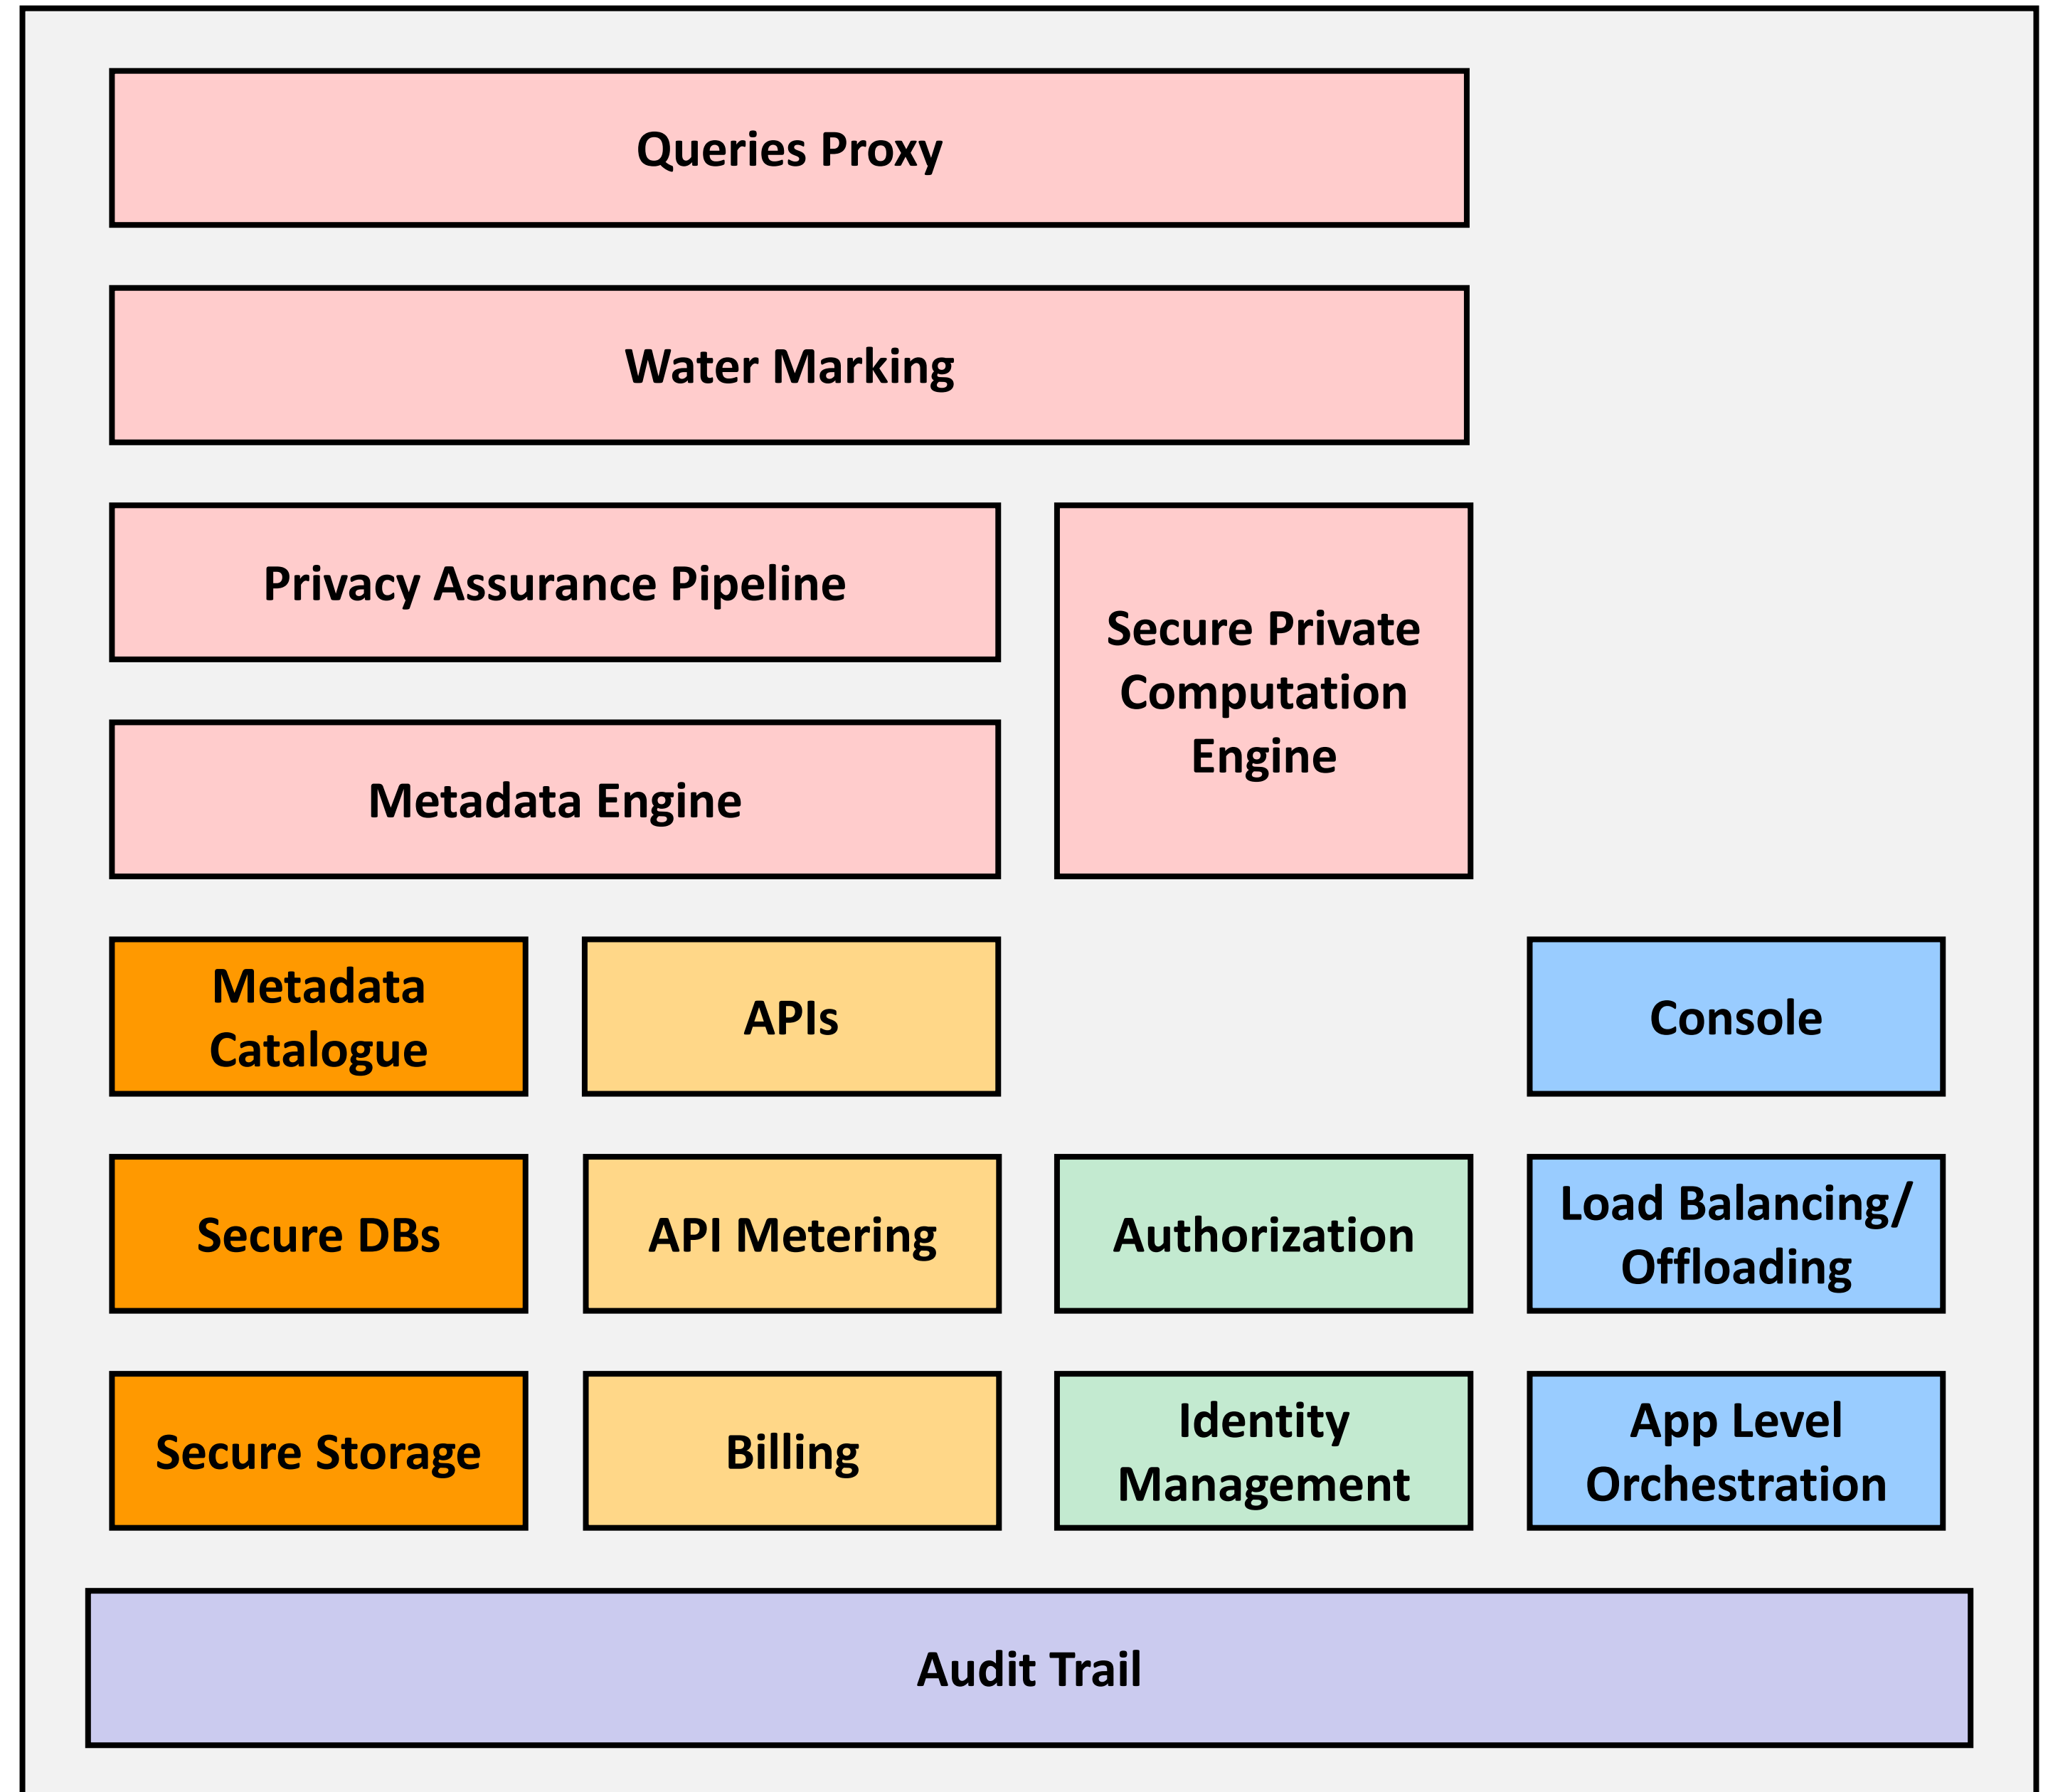 Queries Proxy
Water Marking
Privacy Assurance Pipeline
Secure Private
Computation
Engine
Metadata Engine
Metadata
Catalogue
APIs
Console
Secure DBs
API Metering
Authorization
Load Balancing/
Offloading
Secure Storage
Billing
Identity
Management
App Level
Orchestration
Audit Trail